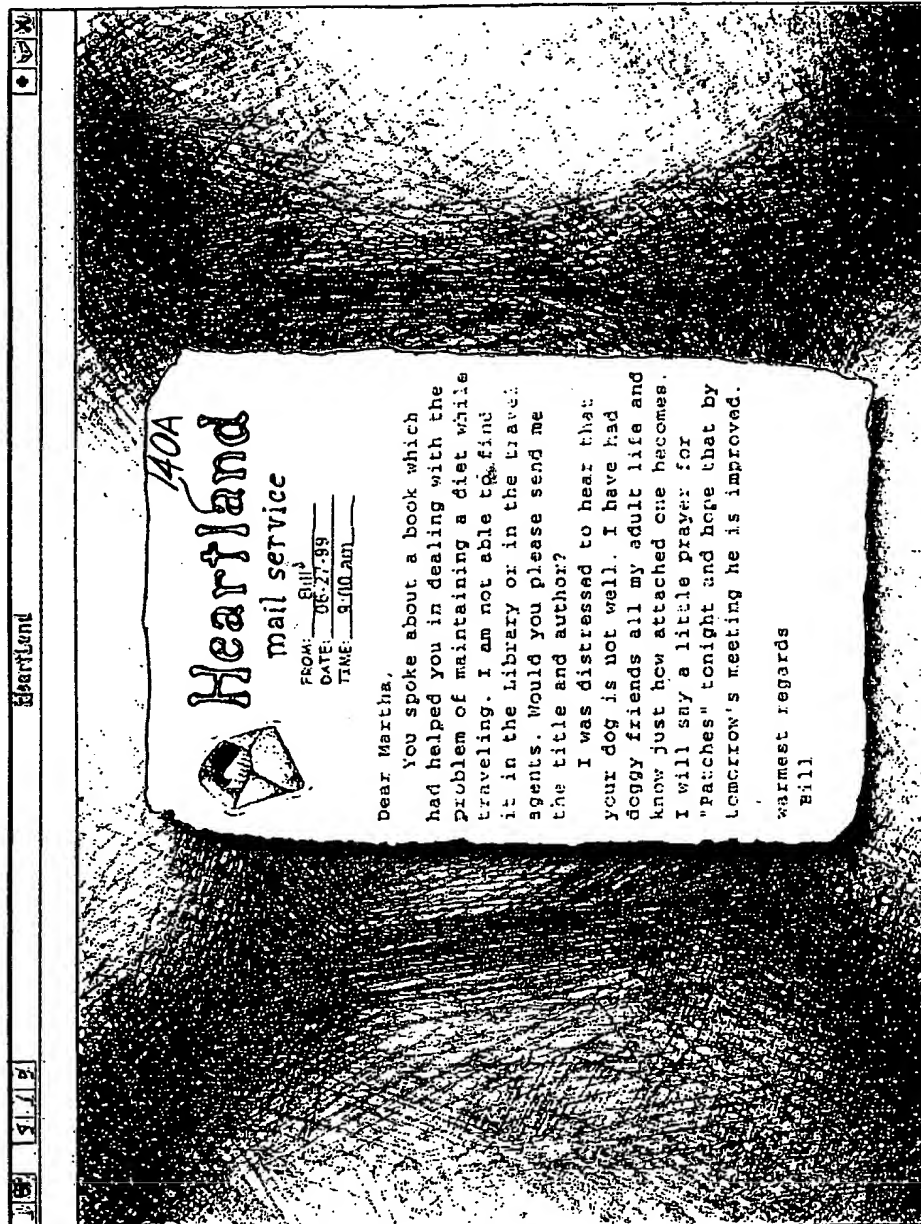 HeartLand
140A
Heartland
mail service
FROM: Bill
DATE: 06-27-99
TIME: 9:00 am
Dear Martha,
You spoke about a book which
had helped you in dealing with the
problem of maintaining a diet while
traveling. I am not able to find
it in the Library or in the travel
agents. Would you please send me
the title and author?
I was distressed to hear that
your dog is not well. I have had
doggy friends all my adult life and
know just how attached one becomes.
I will say a little prayer for
"Patches" tonight and hope that by
tomorrow's meeting he is improved.
warmest regards
Bill